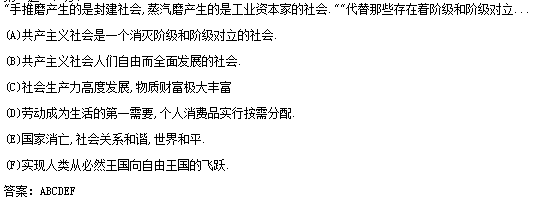 "手推磨产生的是封建社会,蒸汽磨产生的是工业资本家的社会.""代替那些存在着阶级和阶级对立...
(A)共产主义社会是一个消灭阶级和阶级对立的社会.
(B)共产主义社会人们自由而全面发展的社会.
(C)社会生产力高度发展,物质财富极大丰富
(D)劳动成为生活的第一需要,个人消费品实行按需分配.
(E)国家消亡,社会关系和谐,世界和平.
(F)实现人类从必然王国向自由王国的飞跃.
答案: ABCDEF